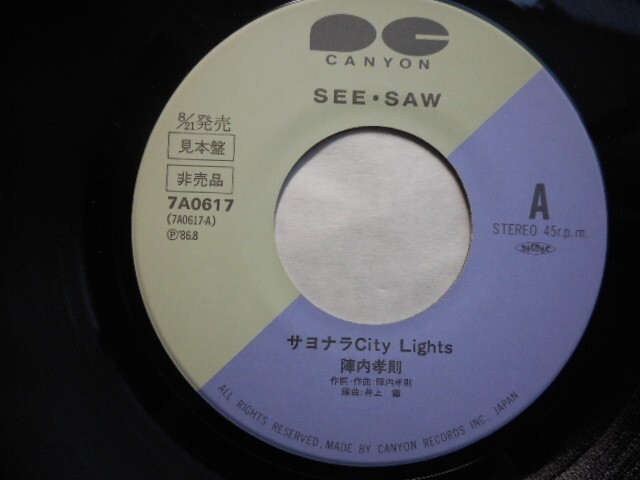 CANYON
SEE・SAW
8/21発売
見本盤
非売品
7A0617
(7A0617-A)
Ⓟ'86.8
A
STEREO 45r.p.m.
サヨナラCity Lights
陣内孝則
作詞・作曲:陣内孝則
編曲:井上 鑑
ALL RIGHTS RESERVED. MADE BY CANYON RECORDS INC., JAPAN